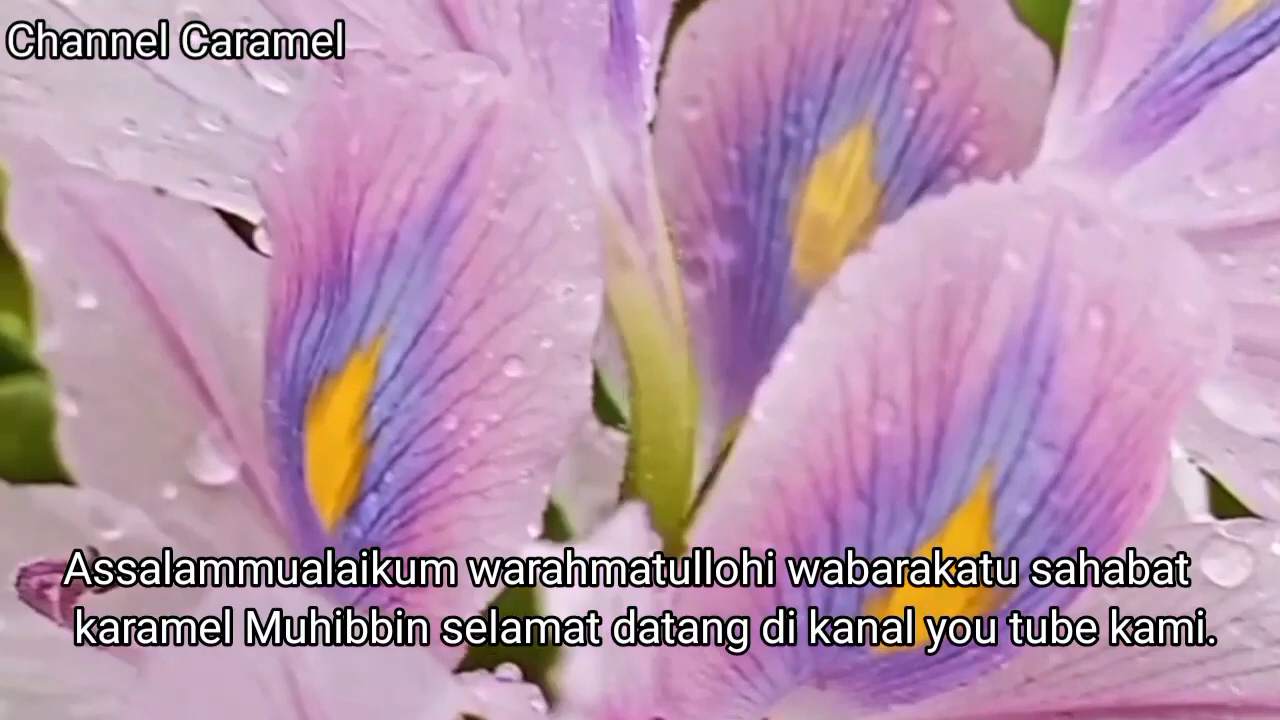 Channel Caramel
Assalammualaikum warahmatullohi wabarakatu sahabat
karamel Muhibbin selamat datang di kanal you tube kami.